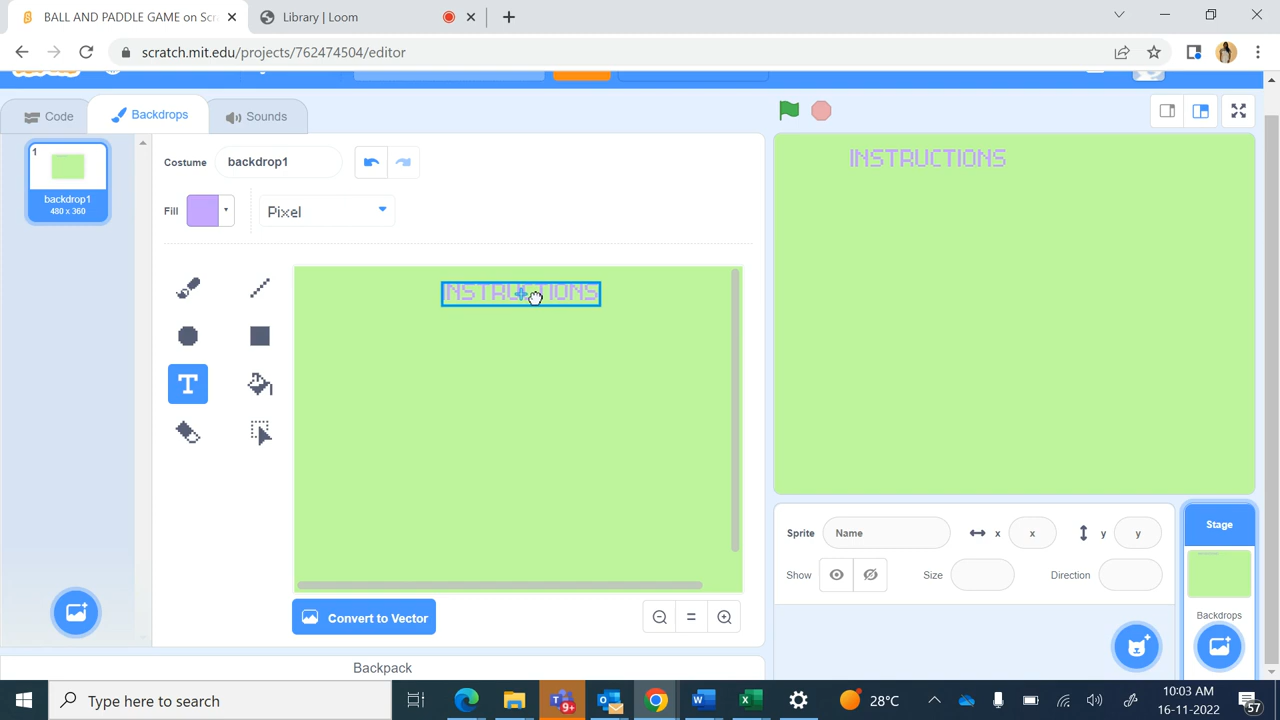 BALL AND PADDLE GAME on Scr
Library | Loom
scratch.mit.edu/projects/762474504/editor
Code
Backdrops
Sounds
1
backdrop1
480 x 360
Costume
backdrop1
Fill
Pixel
INSTRUCTIONS
INSTRUCTIONS
T
Convert to Vector
Backpack
Sprite
Name
x
x
y
y
Show
Size
Direction
Stage
Backdrops
Type here to search
9+
28°C
10:03 AM
16-11-2022
57